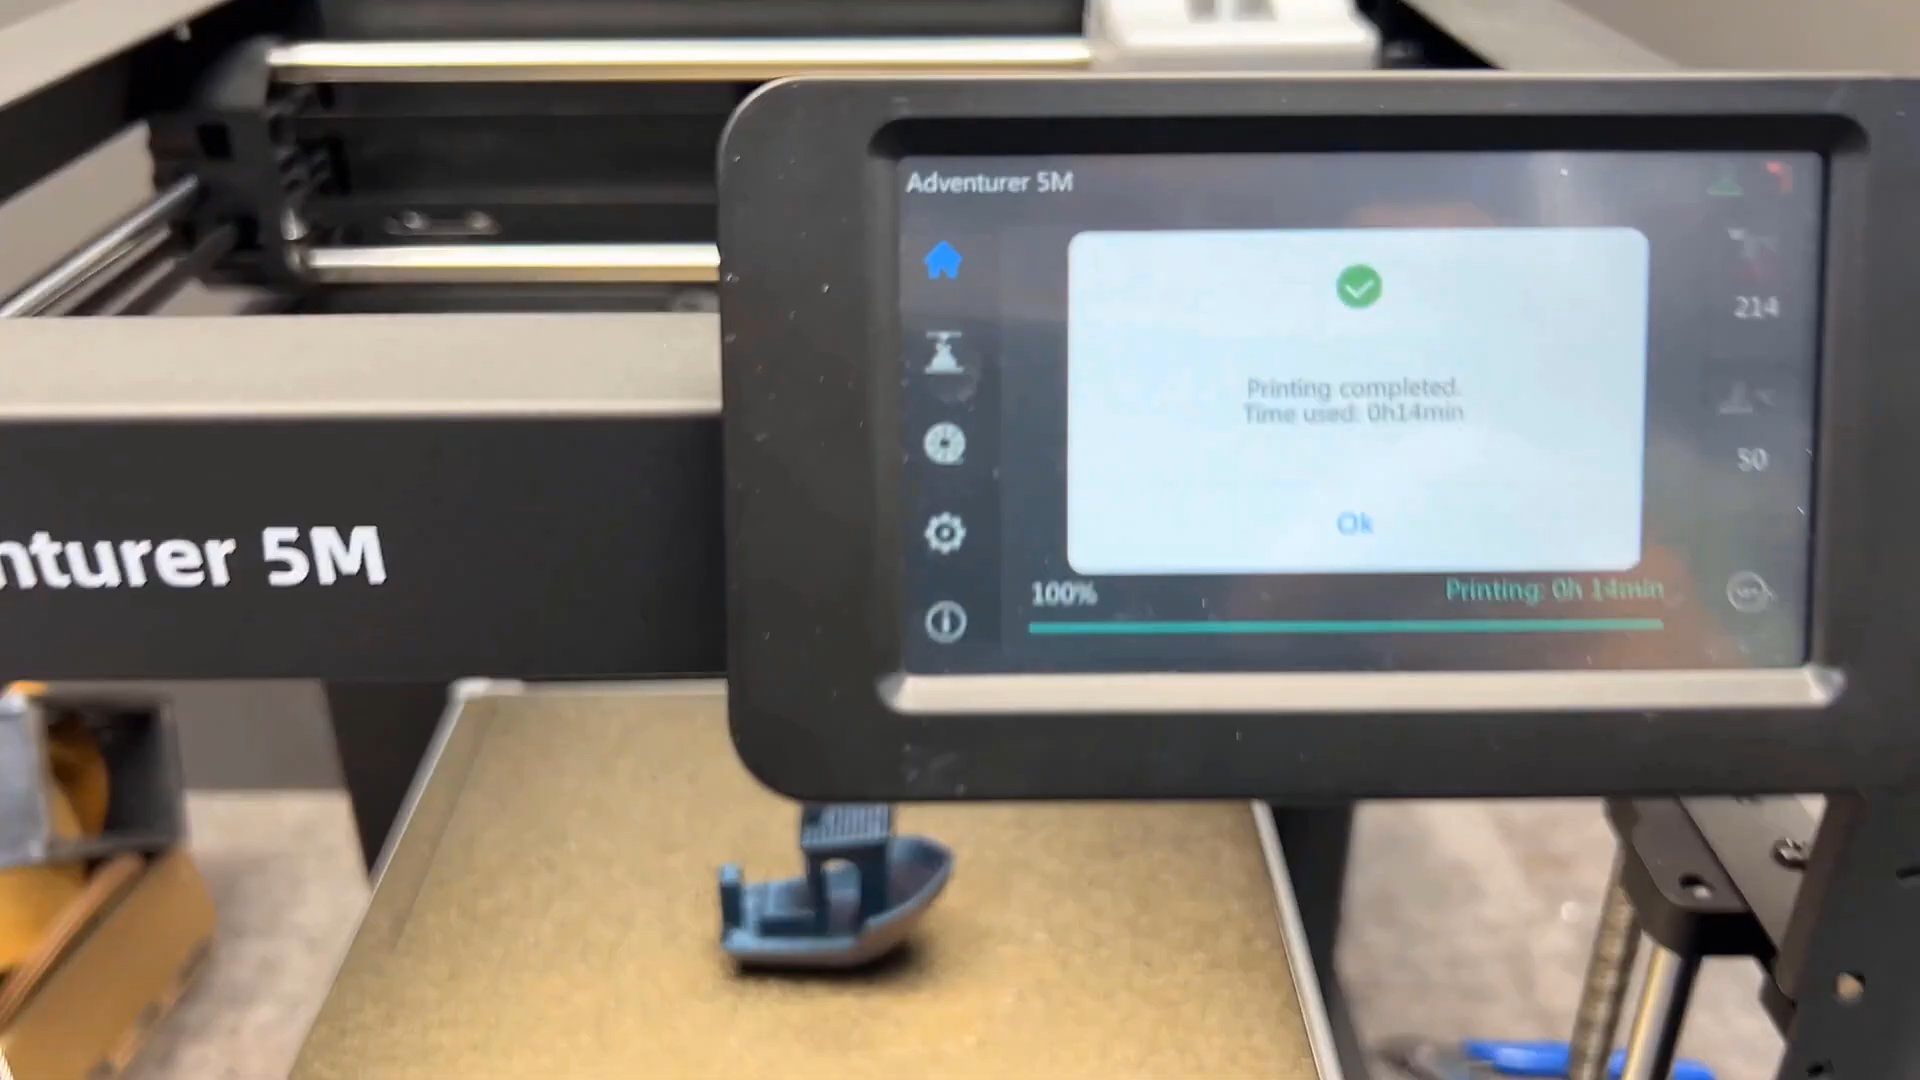 Adventurer 5M
214
Printing completed.
Time used: 0h14min
50
Ok
100%
Printing: 0h 14min
nturer 5M